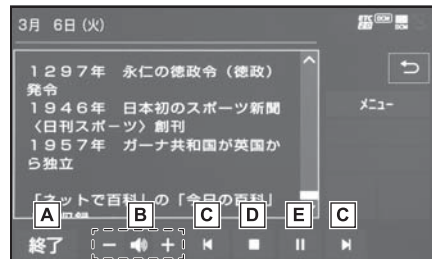 3月 6日(火)
ETC DCM
DCM
1297年 永仁の徳政令(徳政)
発令
1946年 日本初のスポーツ新聞
〈日刊スポーツ〉創刊
1957年 ガーナ共和国が英国か
ら独立
「ネットで百科」の「今日の百科」
メニュー
A B C D E C
終了 − +